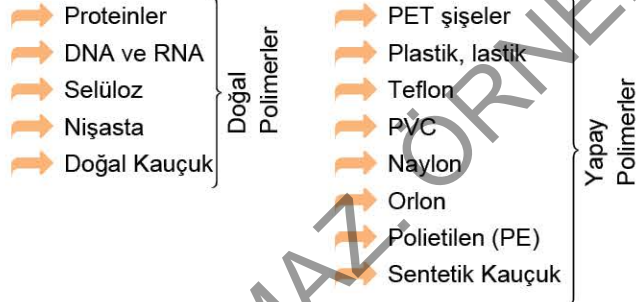 Proteinler
DNA ve RNA
Selüloz
Nişasta
Doğal Kauçuk
Doğal
Polimerler
PET şişeler
Plastik, lastik
Teflon
PVC
Naylon
Orlon
Polietilen (PE)
Sentetik Kauçuk
Yapay
Polimerler